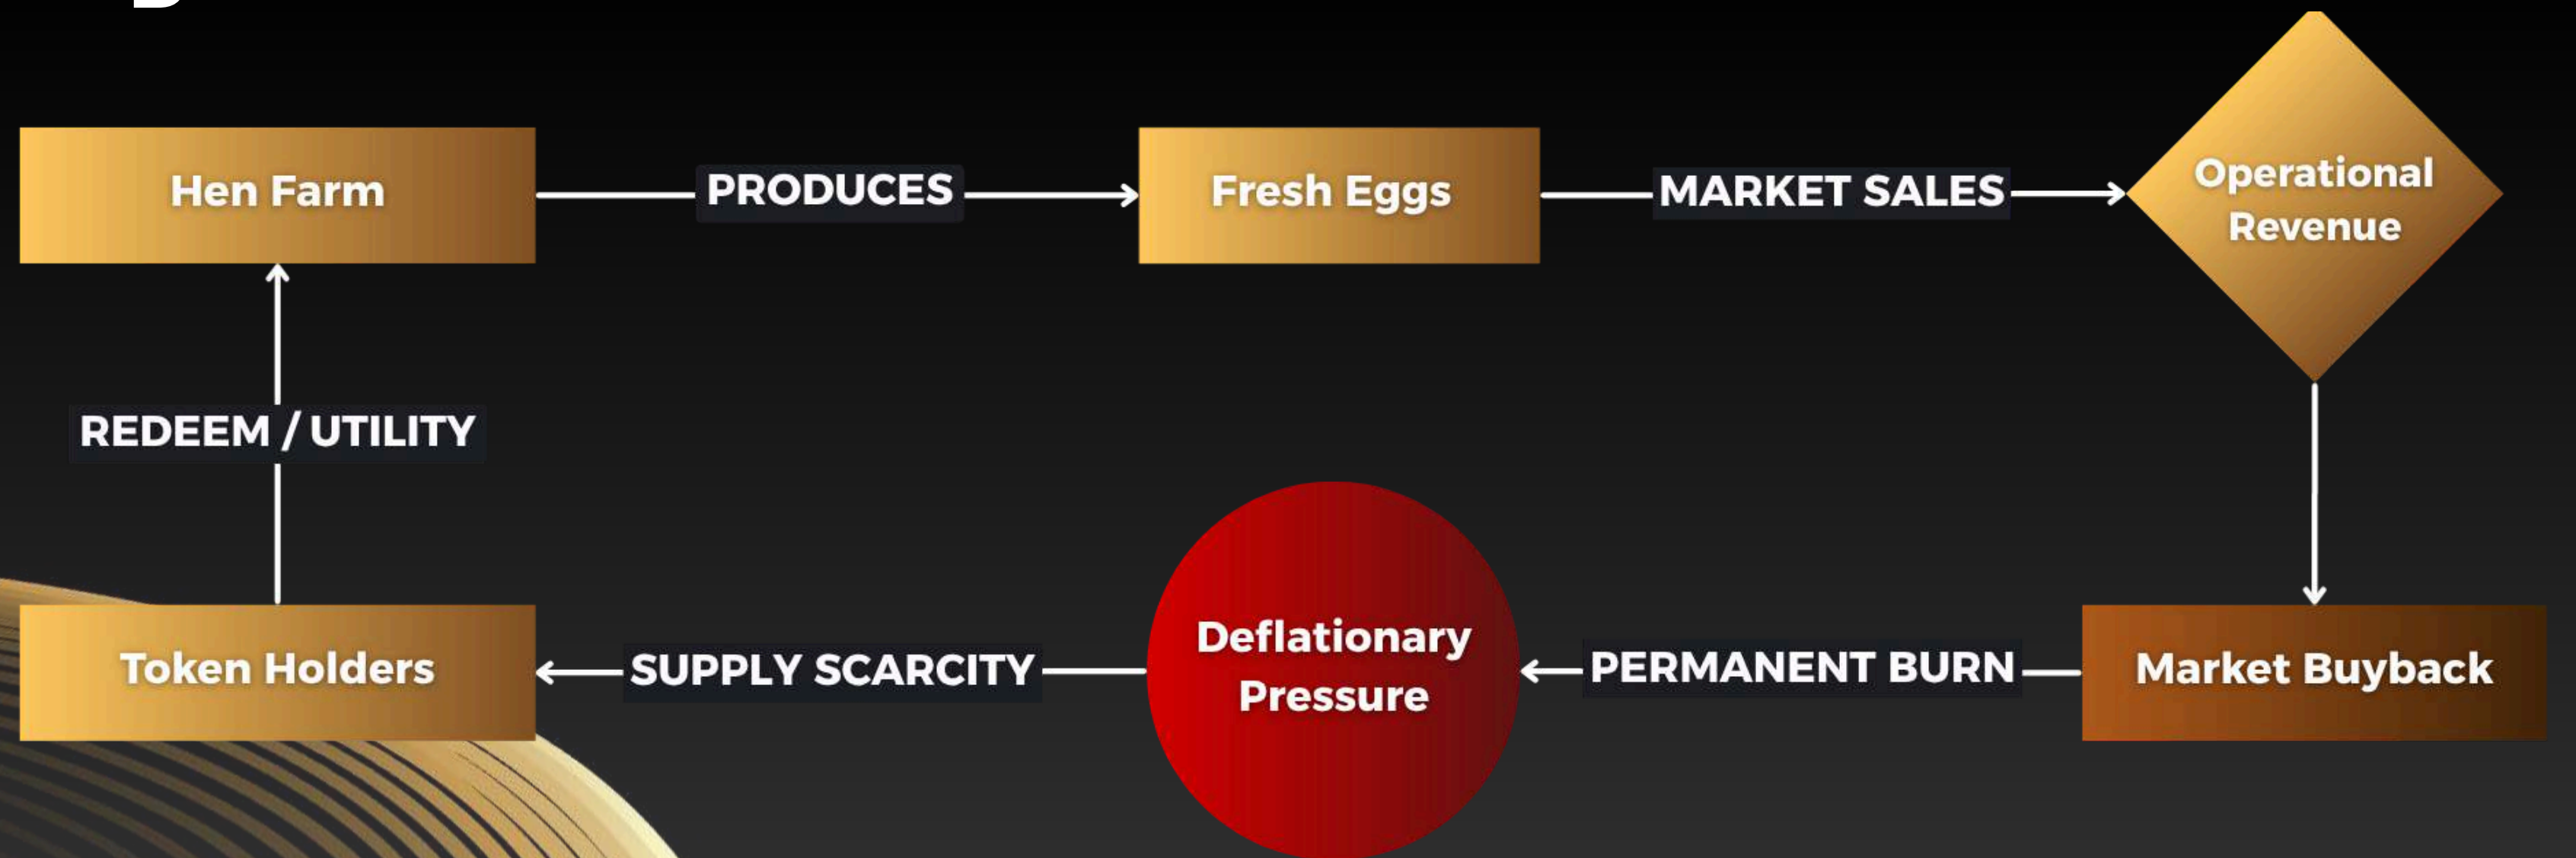 Hen Farm
PRODUCES
Fresh Eggs
MARKET SALES
Operational
Revenue
REDEEM / UTILITY
Token Holders
SUPPLY SCARCITY
Deflationary
Pressure
PERMANENT BURN
Market Buyback